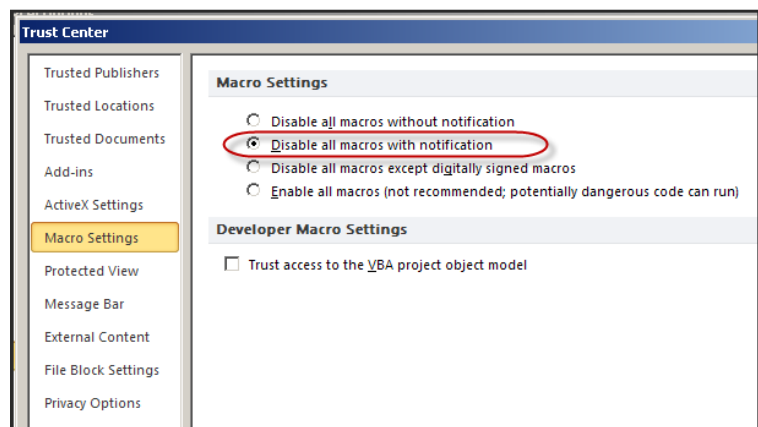 Trust Center
Trusted Publishers
Trusted Locations
Trusted Documents
Add-ins
ActiveX Settings
Macro Settings
Protected View
Message Bar
External Content
File Block Settings
Privacy Options
Macro Settings
Disable all macros without notification
Disable all macros with notification
Disable all macros except digitally signed macros
Enable all macros (not recommended; potentially dangerous code can run)
Developer Macro Settings
Trust access to the VBA project object model